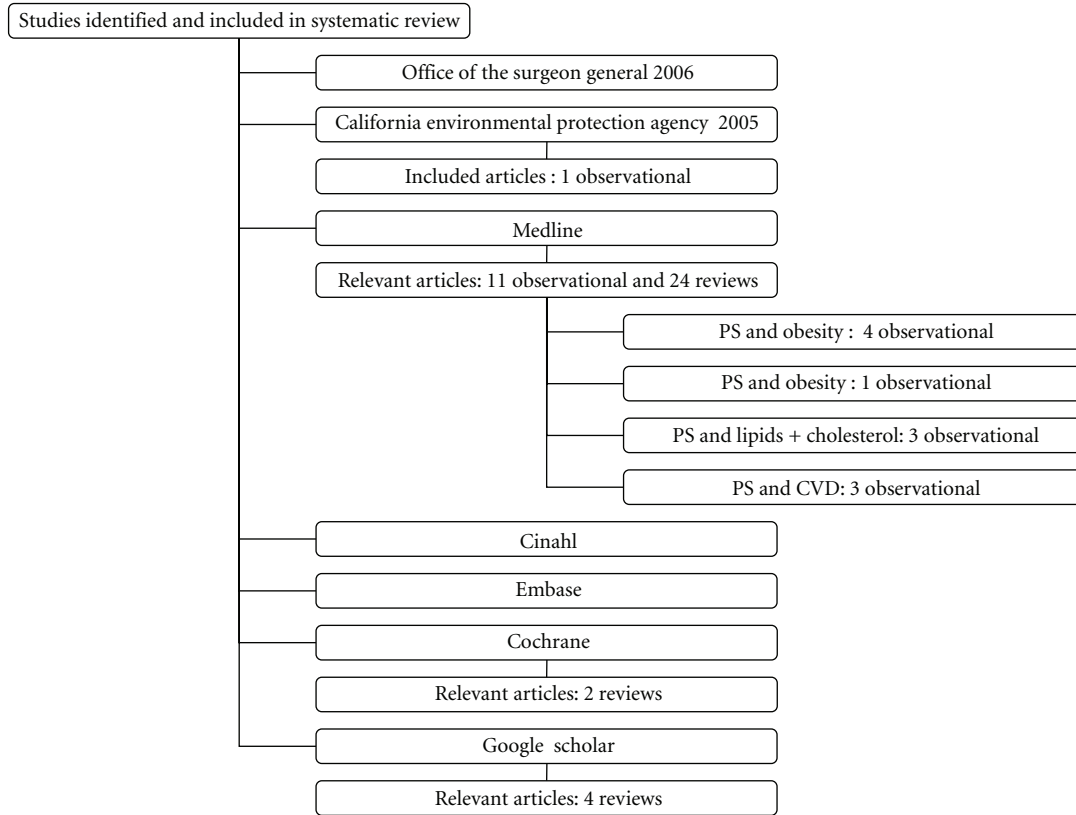 Studies identified and included in systematic review
Office of the surgeon general 2006
California environmental protection agency 2005
Included articles : 1 observational
Medline
Relevant articles: 11 observational and 24 reviews
PS and obesity : 4 observational
PS and obesity : 1 observational
PS and lipids + cholesterol: 3 observational
PS and CVD: 3 observational
Cinahl
Embase
Cochrane
Relevant articles: 2 reviews
Google scholar
Relevant articles: 4 reviews